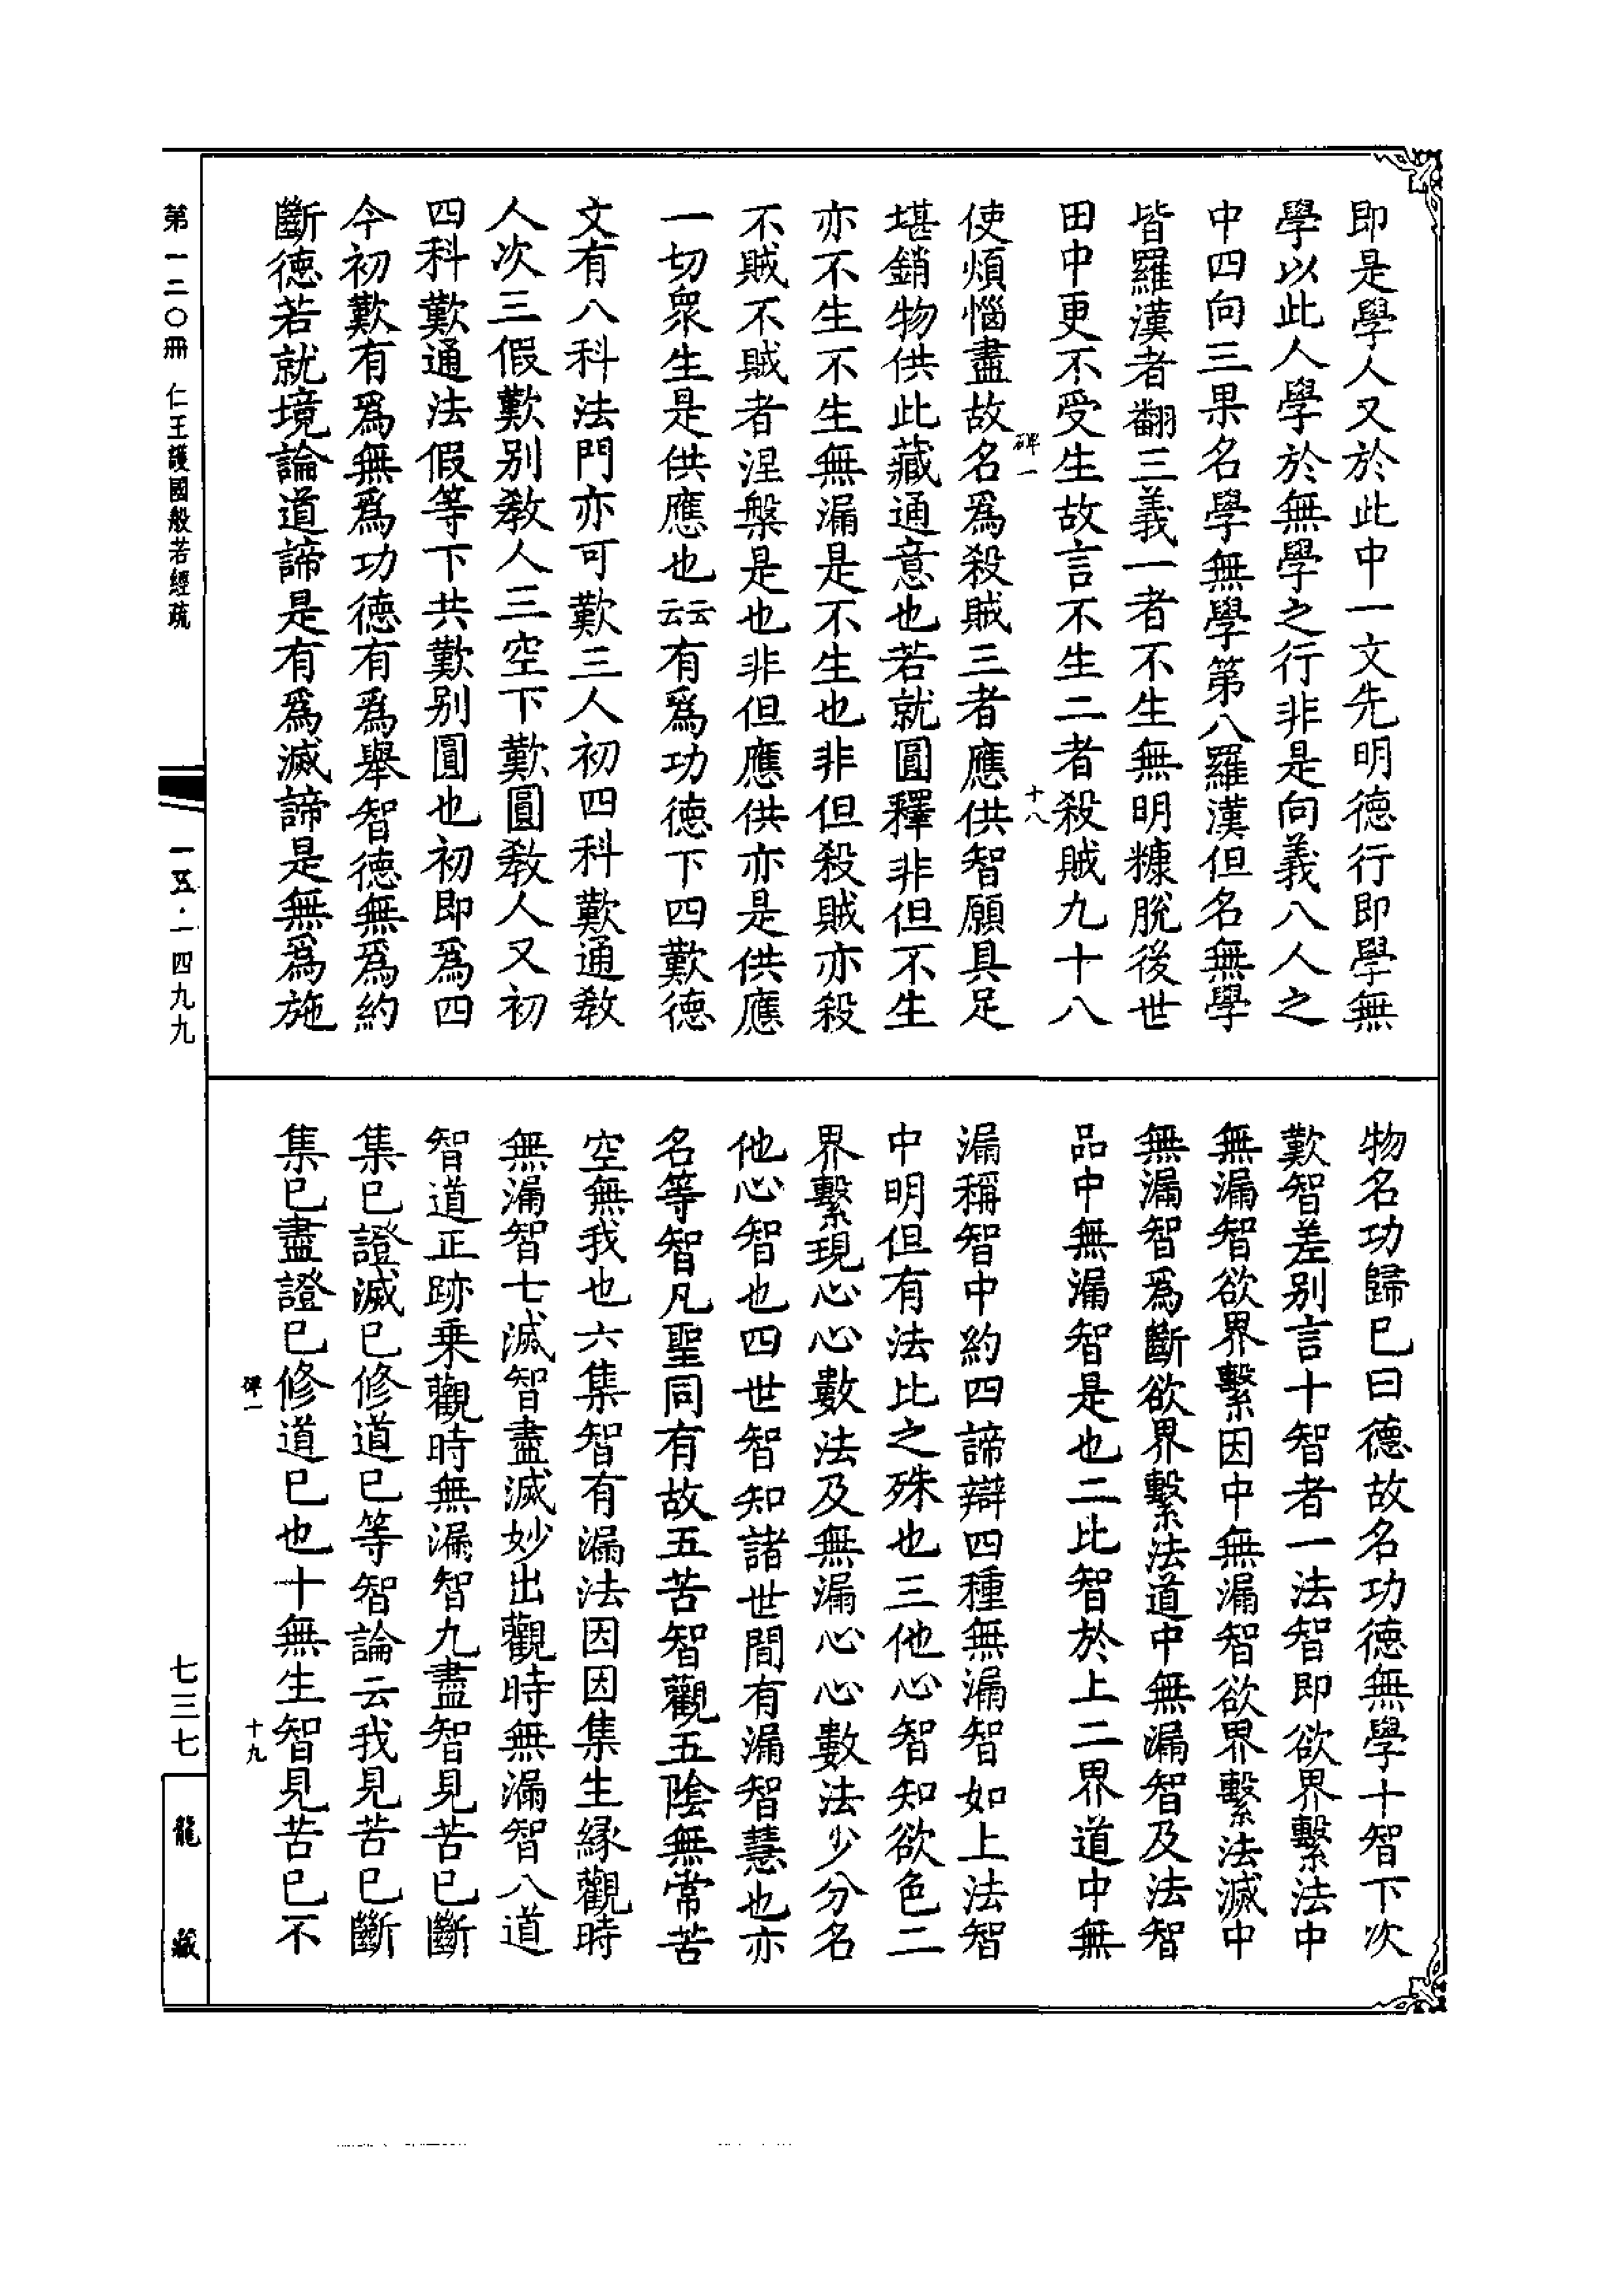 即是學人又於此中一文先明德行即學無
學以此人學於無學之行非是向義八人之
中四向三果名學無學第八羅漢但名無學
皆羅漢者翻三義一者不生無明糠脫後世
田中更不受生故言不生二者殺賊九十八
碑一
十八
使煩惱盡故名爲殺賊三者應供智願具足
堪銷物供此藏通意也若就圓釋非但不生
亦不生不生無漏是不生也非但殺賊亦殺
不賊不賊者涅槃是也非但應供亦是供應
一切衆生是供應也云云有爲功德下四歎德
文有八科法門亦可歎三人初四科歎通教
人次三假歎別教人三空下歎圓教人又初
四科歎通法假等下共歎別圓也初即爲四
今初歎有爲無爲功德有爲舉智德無爲約
斷德若就境論道諦是有爲滅諦是無爲施
物名功歸己曰德故名功德無學十智下次
歎智差別言十智者一法智即欲界繫法中
無漏智欲界繫因中無漏智欲界繫法滅中
無漏智爲斷欲界繫法道中無漏智及法智
品中無漏智是也二比智於上二界道中無
漏稱智中約四諦辯四種無漏智如上法智
中明但有法比之殊也三他心智知欲色二
界繫現心心數法及無漏心心數法少分名
他心智也四世智知諸世間有漏智慧也亦
名等智凡聖同有故五苦智觀五陰無常苦
空無我也六集智有漏法因因集生緣觀時
無漏智七滅智盡滅妙出觀時無漏智八道
智道正跡乘觀時無漏智九盡智見苦已斷
集已證滅已修道已等智論云我見苦已斷
集已盡證已修道已也十無生智見苦已不
碑一
十九
第一二〇冊 仁王護國般若經疏
一五·一四九九
七三七
龍藏